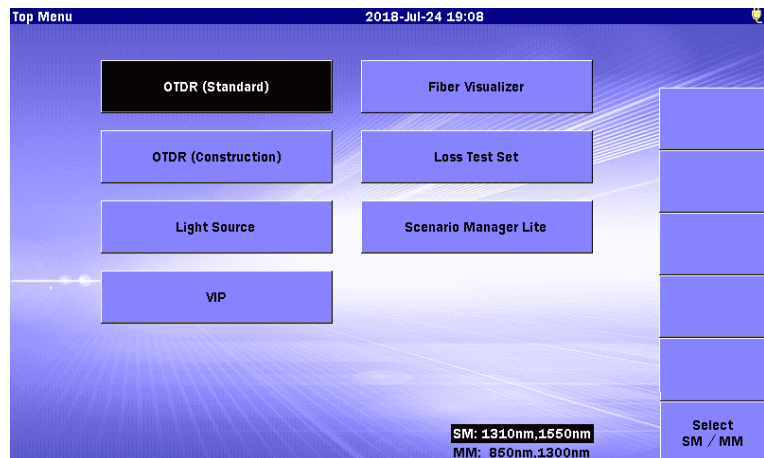 Top Menu 2018-Jul-24 19:08
OTDR (Standard)
Fiber Visualizer
OTDR (Construction)
Loss Test Set
Light Source
Scenario Manager Lite
VIP
SM: 1310nm,1550nm
MM: 850nm,1300nm
Select
SM / MM